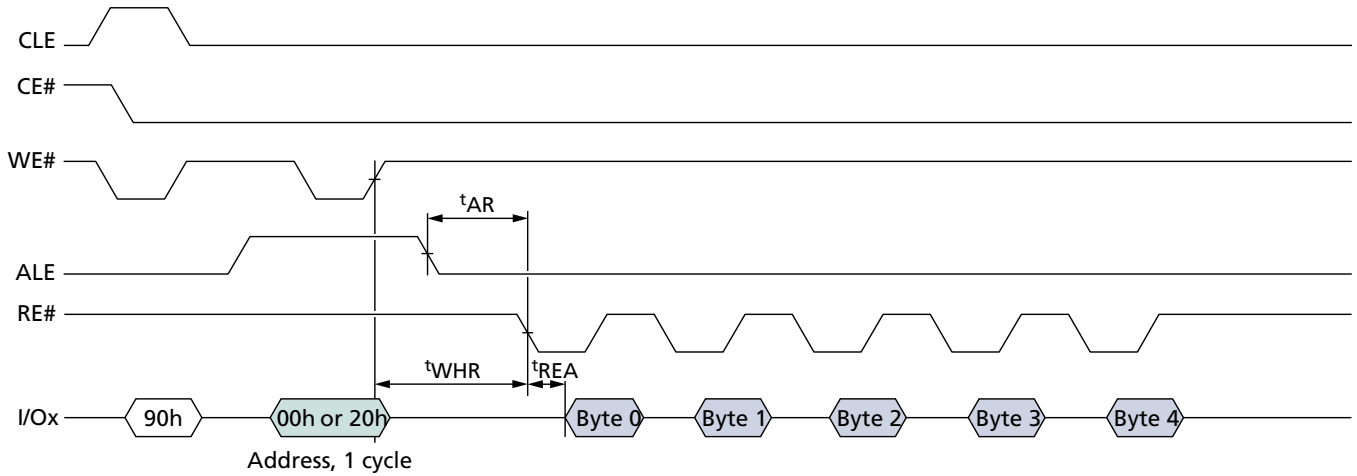 CLE
CE#
WE#
tAR
ALE
RE#
tWHR
tREA
I/Ox
90h
00h or 20h
Byte 0
Byte 1
Byte 2
Byte 3
Byte 4
Address, 1 cycle